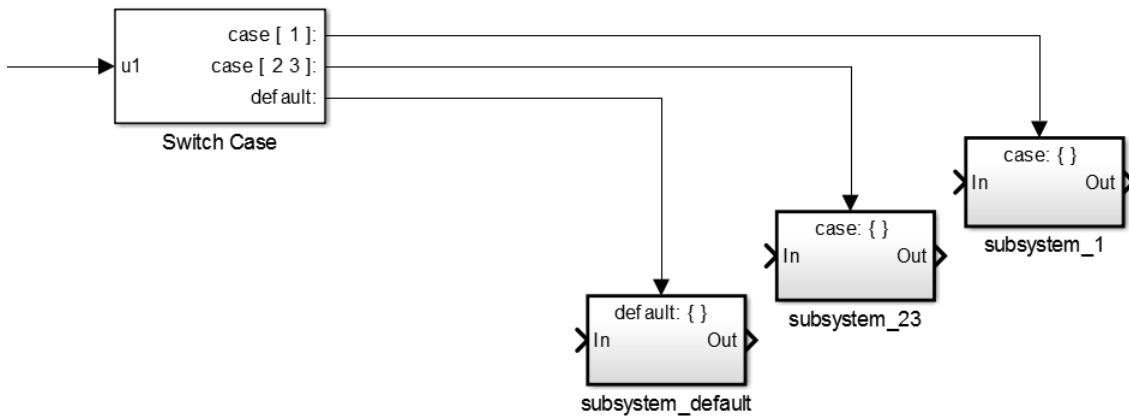 case [ 1 ]:
u1
case [ 2 3 ]:
default:
Switch Case
case: { }
In
Out
subsystem_1
case: { }
In
Out
subsystem_23
default: { }
In
Out
subsystem_default